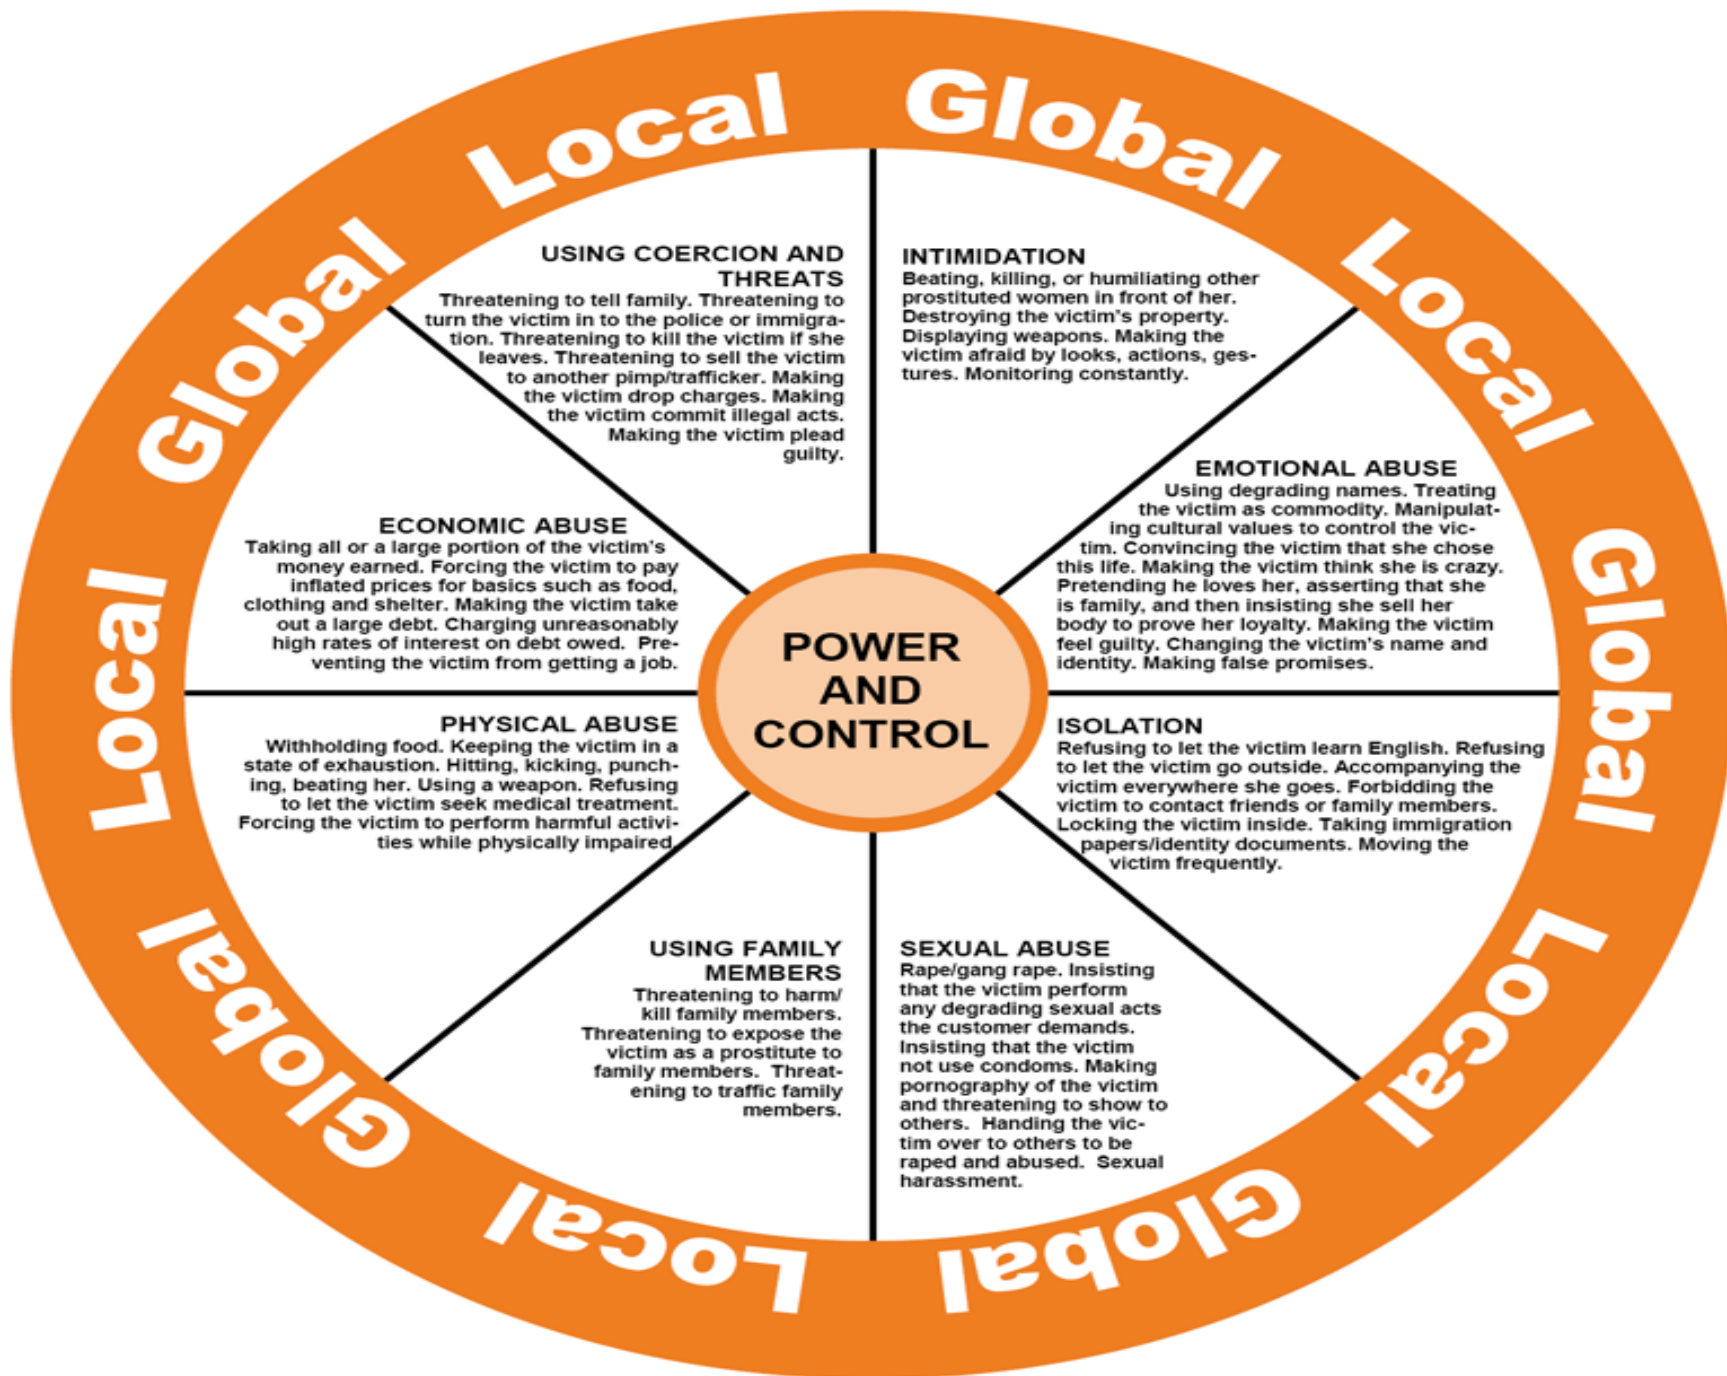 Global
Local
Global
Local
Global
Local
Global
Local
Global
Local
USING COERCION AND
THREATS
Threatening to tell family. Threatening to
turn the victim in to the police or immigra-
tion. Threatening to kill the victim if she
leaves. Threatening to sell the victim
to another pimp/trafficker. Making
the victim drop charges. Making
the victim commit illegal acts.
Making the victim plead
guilty.
INTIMIDATION
Beating, killing, or humiliating other
prostituted women in front of her.
Destroying the victim's property.
Displaying weapons. Making the
victim afraid by looks, actions, ges-
tures. Monitoring constantly.
EMOTIONAL ABUSE
Using degrading names. Treating
the victim as commodity. Manipulat-
ing cultural values to control the vic-
tim. Convincing the victim that she chose
this life. Making the victim think she is crazy.
Pretending he loves her, asserting that she
is family, and then insisting she sell her
body to prove her loyalty. Making the victim
feel guilty. Changing the victim's name and
identity. Making false promises.
ISOLATION
Refusing to let the victim learn English. Refusing
to let the victim go outside. Accompanying the
victim everywhere she goes. Forbidding the
victim to contact friends or family members.
Locking the victim inside. Taking immigration
papers/identity documents. Moving the
victim frequently.
SEXUAL ABUSE
Rape/gang rape. Insisting
that the victim perform
any degrading sexual acts
the customer demands.
Insisting that the victim
not use condoms. Making
pornography of the victim
and threatening to show to
others.  Handing the vic-
tim over to others to be
raped and abused.  Sexual
harassment.
USING FAMILY
MEMBERS
Threatening to harm/
kill family members.
Threatening to expose the
victim as a prostitute to
family members.  Threat-
ening to traffic family
members.
PHYSICAL ABUSE
Withholding food. Keeping the victim in a
state of exhaustion. Hitting, kicking, punch-
ing, beating her. Using a weapon. Refusing
to let the victim seek medical treatment.
Forcing the victim to perform harmful activi-
ties while physically impaired.
ECONOMIC ABUSE
Taking all or a large portion of the victim's
money earned. Forcing the victim to pay
inflated prices for basics such as food,
clothing and shelter. Making the victim take
out a large debt. Charging unreasonably
high rates of interest on debt owed.  Pre-
venting the victim from getting a job.
POWER
AND
CONTROL